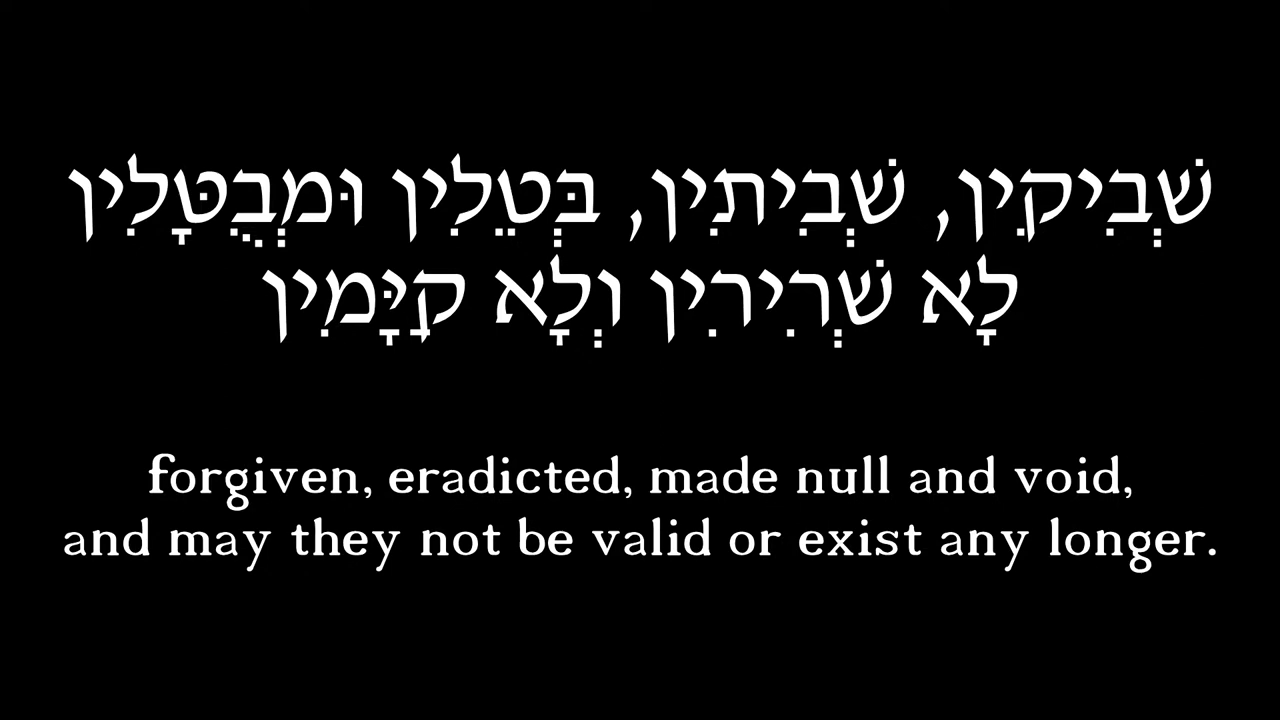 שְׁבִיקִין, שְׁבִיתִין, בְּטֵלִין וּמְבֻטָּלִין
לָא שְׁרִירִין וְלָא קַיָּמִין
forgiven, eradicted, made null and void,
and may they not be valid or exist any longer.